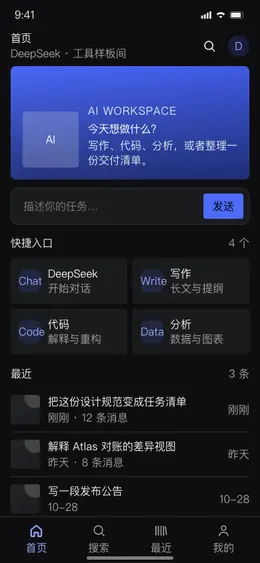 9:41
首页
DeepSeek · 工具样板间
D
AI WORKSPACE
今天想做什么?
AI
写作、代码、分析，或者整理一
份交付清单。
描述你的任务…
发送
快捷入口
4 个
Chat
DeepSeek
开始对话
Write
写作
长文与提纲
Code
代码
解释与重构
Data
分析
数据与图表
最近
3 条
把这份设计规范变成任务清单
刚刚 · 12 条消息
刚刚
解释 Atlas 对账的差异视图
昨天 · 8 条消息
昨天
写一段发布公告
10-28
10-28
首页
搜索
最近
我的